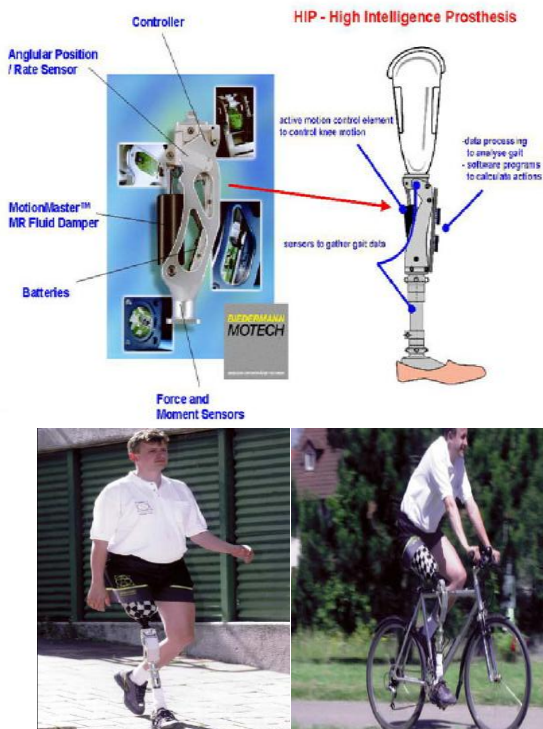 HIP - High Intelligence Prosthesis
Controller
Anglular Position
/ Rate Sensor
active motion control element
to control knee motion
-data processing
to analyse gait
- software programs
to calculate actions
MotionMaster™
MR Fluid Damper
sensors to gather gait data
Batteries
BIEDERMANN
MOTECH
Force and
Moment Sensors